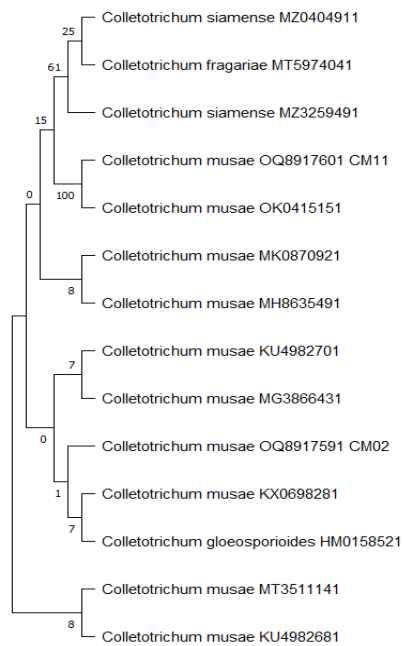 Colletotrichum siamense MZ0404911
25
Colletotrichum fragariae MT5974041
61
Colletotrichum siamense MZ3259491
15
Colletotrichum musae OQ8917601 CM11
0
100
Colletotrichum musae OK0415151
Colletotrichum musae MK0870921
8
Colletotrichum musae MH8635491
Colletotrichum musae KU4982701
7
Colletotrichum musae MG3866431
0
Colletotrichum musae OQ8917591 CM02
1
Colletotrichum musae KX0698281
7
Colletotrichum gloeosporioides HM0158521
Colletotrichum musae MT3511141
8
Colletotrichum musae KU4982681